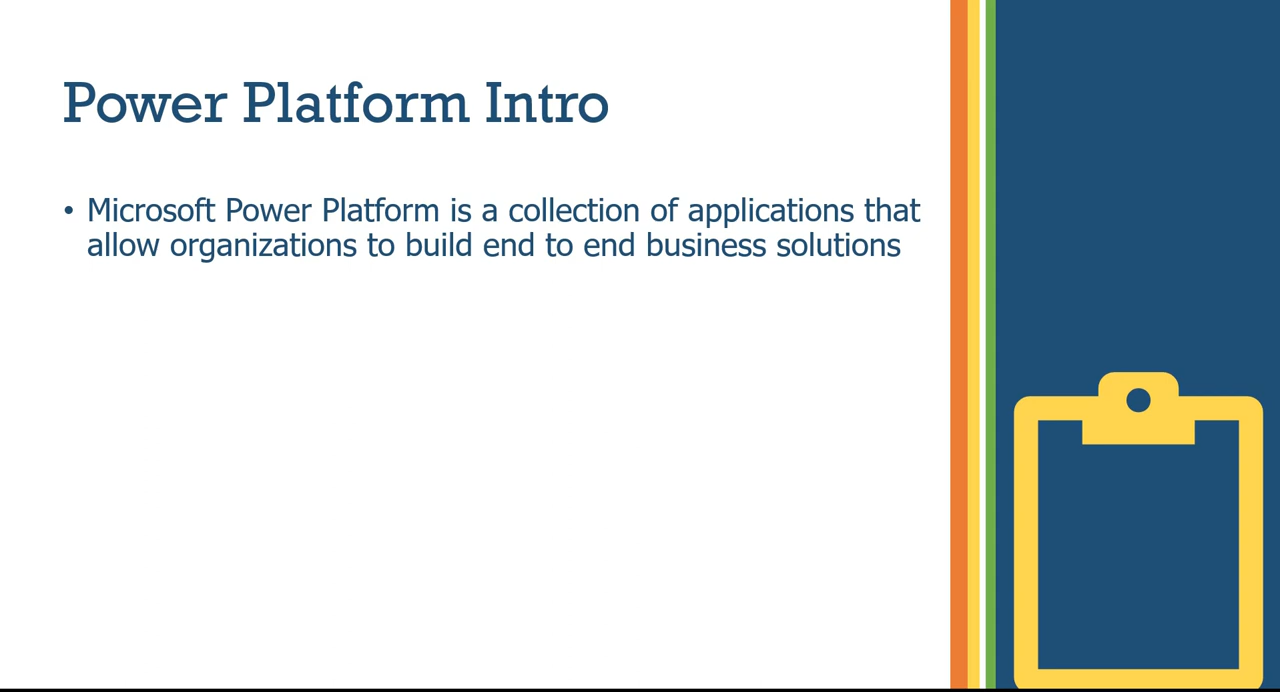 Power Platform Intro
• Microsoft Power Platform is a collection of applications that
allow organizations to build end to end business solutions